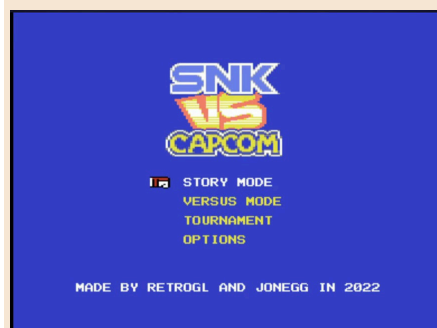 SNK
VS
CAPCOM
STORY MODE
VERSUS MODE
TOURNAMENT
OPTIONS
MADE BY RETROGL AND JONEGG IN 2022